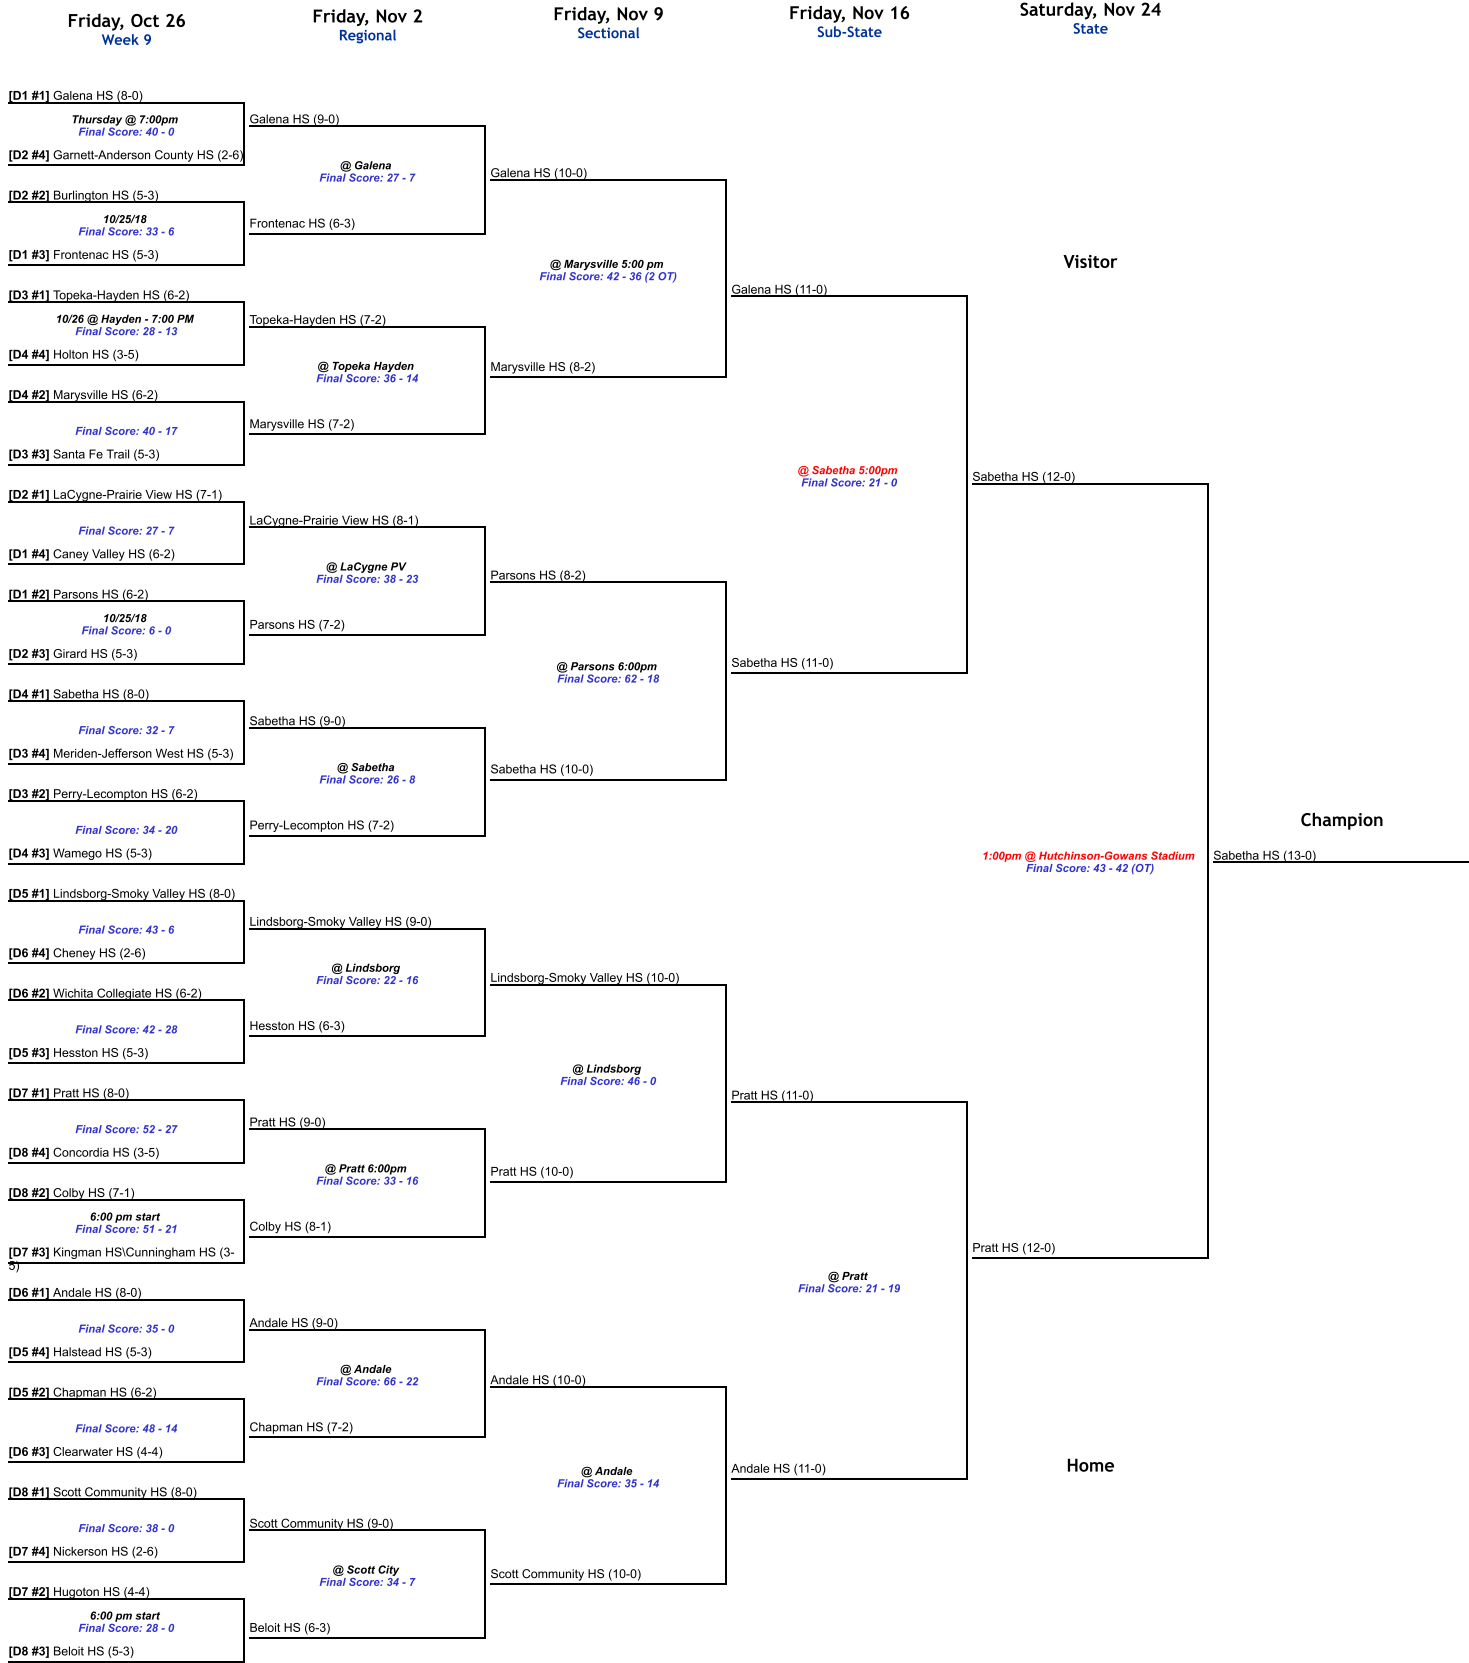 Friday, Oct 26
Week 9
Friday, Nov 2
Regional
Friday, Nov 9
Sectional
Friday, Nov 16
Sub-State
Saturday, Nov 24
State
[D1 #1] Galena HS (8-0)
Thursday @ 7:00pm
Final Score: 40 - 0
[D2 #4] Garnett-Anderson County HS (2-6)
[D2 #2] Burlington HS (5-3)
10/25/18
Final Score: 33 - 6
[D1 #3] Frontenac HS (5-3)
[D3 #1] Topeka-Hayden HS (6-2)
10/26 @ Hayden - 7:00 PM
Final Score: 28 - 13
[D4 #4] Holton HS (3-5)
[D4 #2] Marysville HS (6-2)
Final Score: 40 - 17
[D3 #3] Santa Fe Trail (5-3)
[D2 #1] LaCygne-Prairie View HS (7-1)
Final Score: 27 - 7
[D1 #4] Caney Valley HS (6-2)
[D1 #2] Parsons HS (6-2)
10/25/18
Final Score: 6 - 0
[D2 #3] Girard HS (5-3)
[D4 #1] Sabetha HS (8-0)
Final Score: 32 - 7
[D3 #4] Meriden-Jefferson West HS (5-3)
[D3 #2] Perry-Lecompton HS (6-2)
Final Score: 34 - 20
[D4 #3] Wamego HS (5-3)
[D5 #1] Lindsborg-Smoky Valley HS (8-0)
Final Score: 43 - 6
[D6 #4] Cheney HS (2-6)
[D6 #2] Wichita Collegiate HS (6-2)
Final Score: 42 - 28
[D5 #3] Hesston HS (5-3)
[D7 #1] Pratt HS (8-0)
Final Score: 52 - 27
[D8 #4] Concordia HS (3-5)
[D8 #2] Colby HS (7-1)
6:00 pm start
Final Score: 51 - 21
[D7 #3] Kingman HS\Cunningham HS (3-
5)
[D6 #1] Andale HS (8-0)
Final Score: 35 - 0
[D5 #4] Halstead HS (5-3)
[D5 #2] Chapman HS (6-2)
Final Score: 48 - 14
[D6 #3] Clearwater HS (4-4)
[D8 #1] Scott Community HS (8-0)
Final Score: 38 - 0
[D7 #4] Nickerson HS (2-6)
[D7 #2] Hugoton HS (4-4)
6:00 pm start
Final Score: 28 - 0
[D8 #3] Beloit HS (5-3)
Galena HS (9-0)
@ Galena
Final Score: 27 - 7
Frontenac HS (6-3)
Topeka-Hayden HS (7-2)
@ Topeka Hayden
Final Score: 36 - 14
Marysville HS (7-2)
LaCygne-Prairie View HS (8-1)
@ LaCygne PV
Final Score: 38 - 23
Parsons HS (7-2)
Sabetha HS (9-0)
@ Sabetha
Final Score: 26 - 8
Perry-Lecompton HS (7-2)
Lindsborg-Smoky Valley HS (9-0)
@ Lindsborg
Final Score: 22 - 16
Hesston HS (6-3)
Pratt HS (9-0)
@ Pratt 6:00pm
Final Score: 33 - 16
Colby HS (8-1)
Andale HS (9-0)
@ Andale
Final Score: 66 - 22
Chapman HS (7-2)
Scott Community HS (9-0)
@ Scott City
Final Score: 34 - 7
Beloit HS (6-3)
Galena HS (10-0)
@ Marysville 5:00 pm
Final Score: 42 - 36 (2 OT)
Marysville HS (8-2)
Parsons HS (8-2)
@ Parsons 6:00pm
Final Score: 62 - 18
Sabetha HS (10-0)
Lindsborg-Smoky Valley HS (10-0)
@ Lindsborg
Final Score: 46 - 0
Pratt HS (10-0)
Andale HS (10-0)
@ Andale
Final Score: 35 - 14
Scott Community HS (10-0)
Galena HS (11-0)
@ Sabetha 5:00pm
Final Score: 21 - 0
Sabetha HS (11-0)
Pratt HS (11-0)
@ Pratt
Final Score: 21 - 19
Andale HS (11-0)
Visitor
Sabetha HS (12-0)
1:00pm @ Hutchinson-Gowans Stadium
Final Score: 43 - 42 (OT)
Pratt HS (12-0)
Home
Champion
Sabetha HS (13-0)